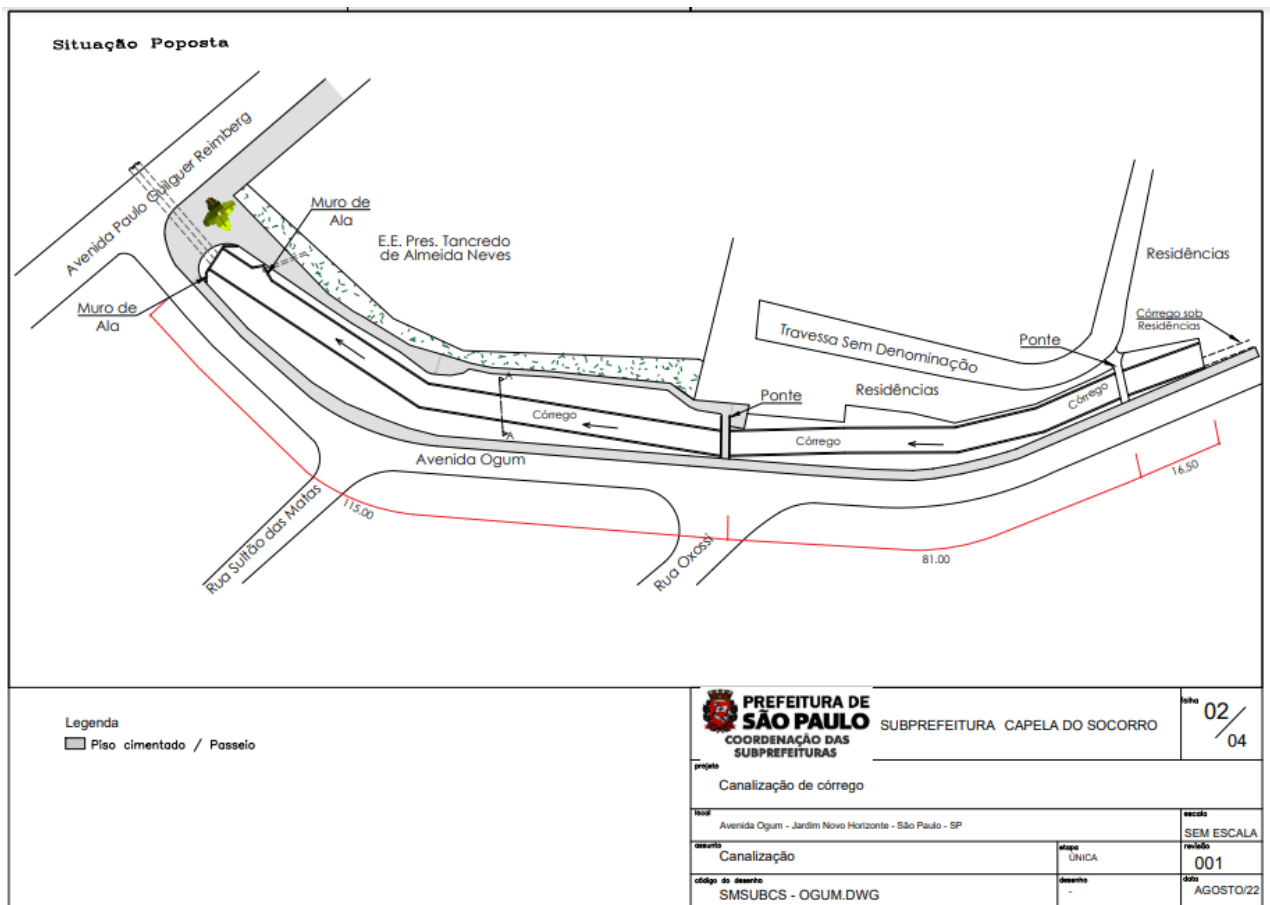 Situação Poposta
Avenida Paulo Guilguer Reimberg
Muro de
Ala
E.E. Pres. Tancredo
de Almeida Neves
Residências
Muro de
Ala
Córrego sob
Residências
Travessa Sem Denominação
Ponte
Ponte
Residências
Córrego
A
Córrego
A
Córrego
Avenida Ogum
16.50
115.00
Rua Sultão das Matas
Rua Oxossi
81.00
Legenda
Piso cimentado / Passeio
PREFEITURA DE
SÃO PAULO
COORDENAÇÃO DAS
SUBPREFEITURAS
SUBPREFEITURA CAPELA DO SOCORRO
folha
02/04
projeto
Canalização de córrego
local
Avenida Ogum - Jardim Novo Horizonte - São Paulo - SP
escala
SEM ESCALA
assunto
Canalização
etapa
ÚNICA
revisão
001
código do desenho
SMSUBCS - OGUM.DWG
desenho
-
data
AGOSTO/22